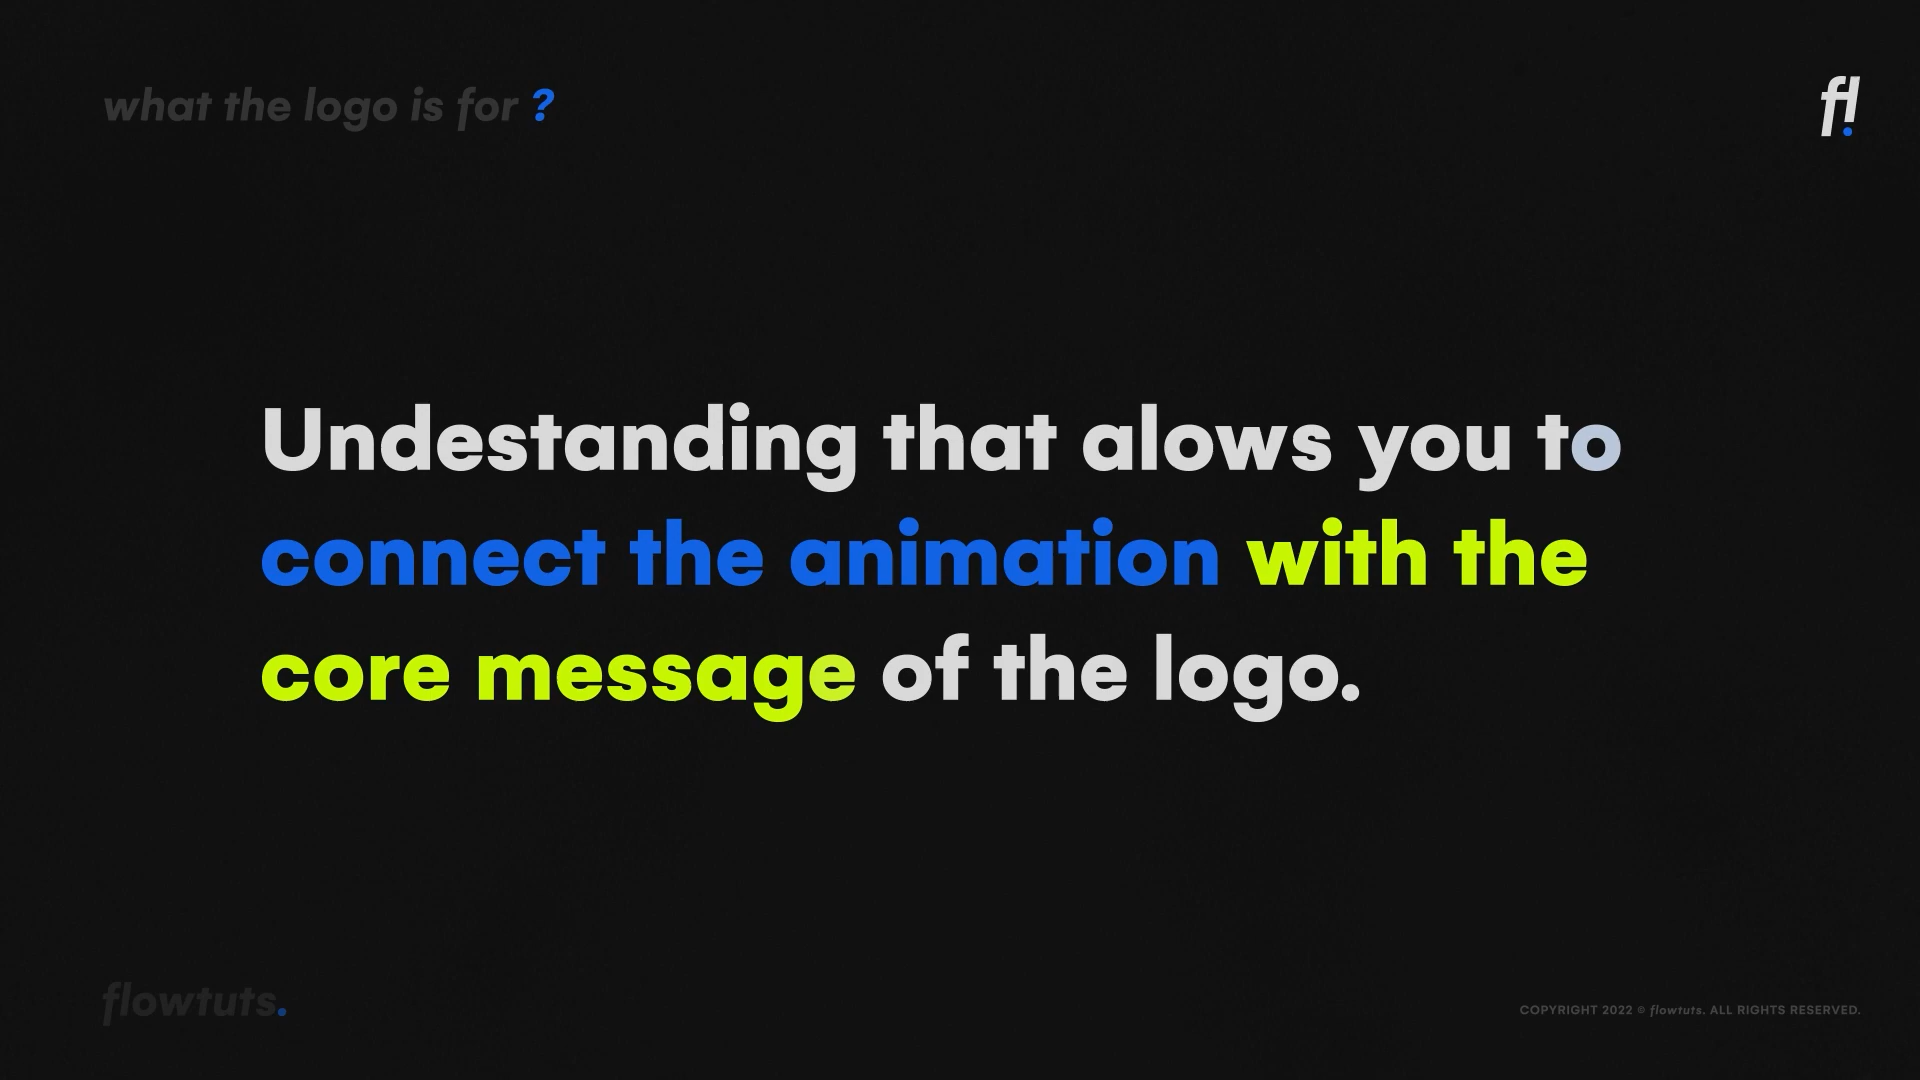 what the logo is for ?
fl.
Undestanding that alows you to
connect the animation with the
core message of the logo.
flowtuts.
COPYRIGHT 2022 © flowtuts. ALL RIGHTS RESERVED.